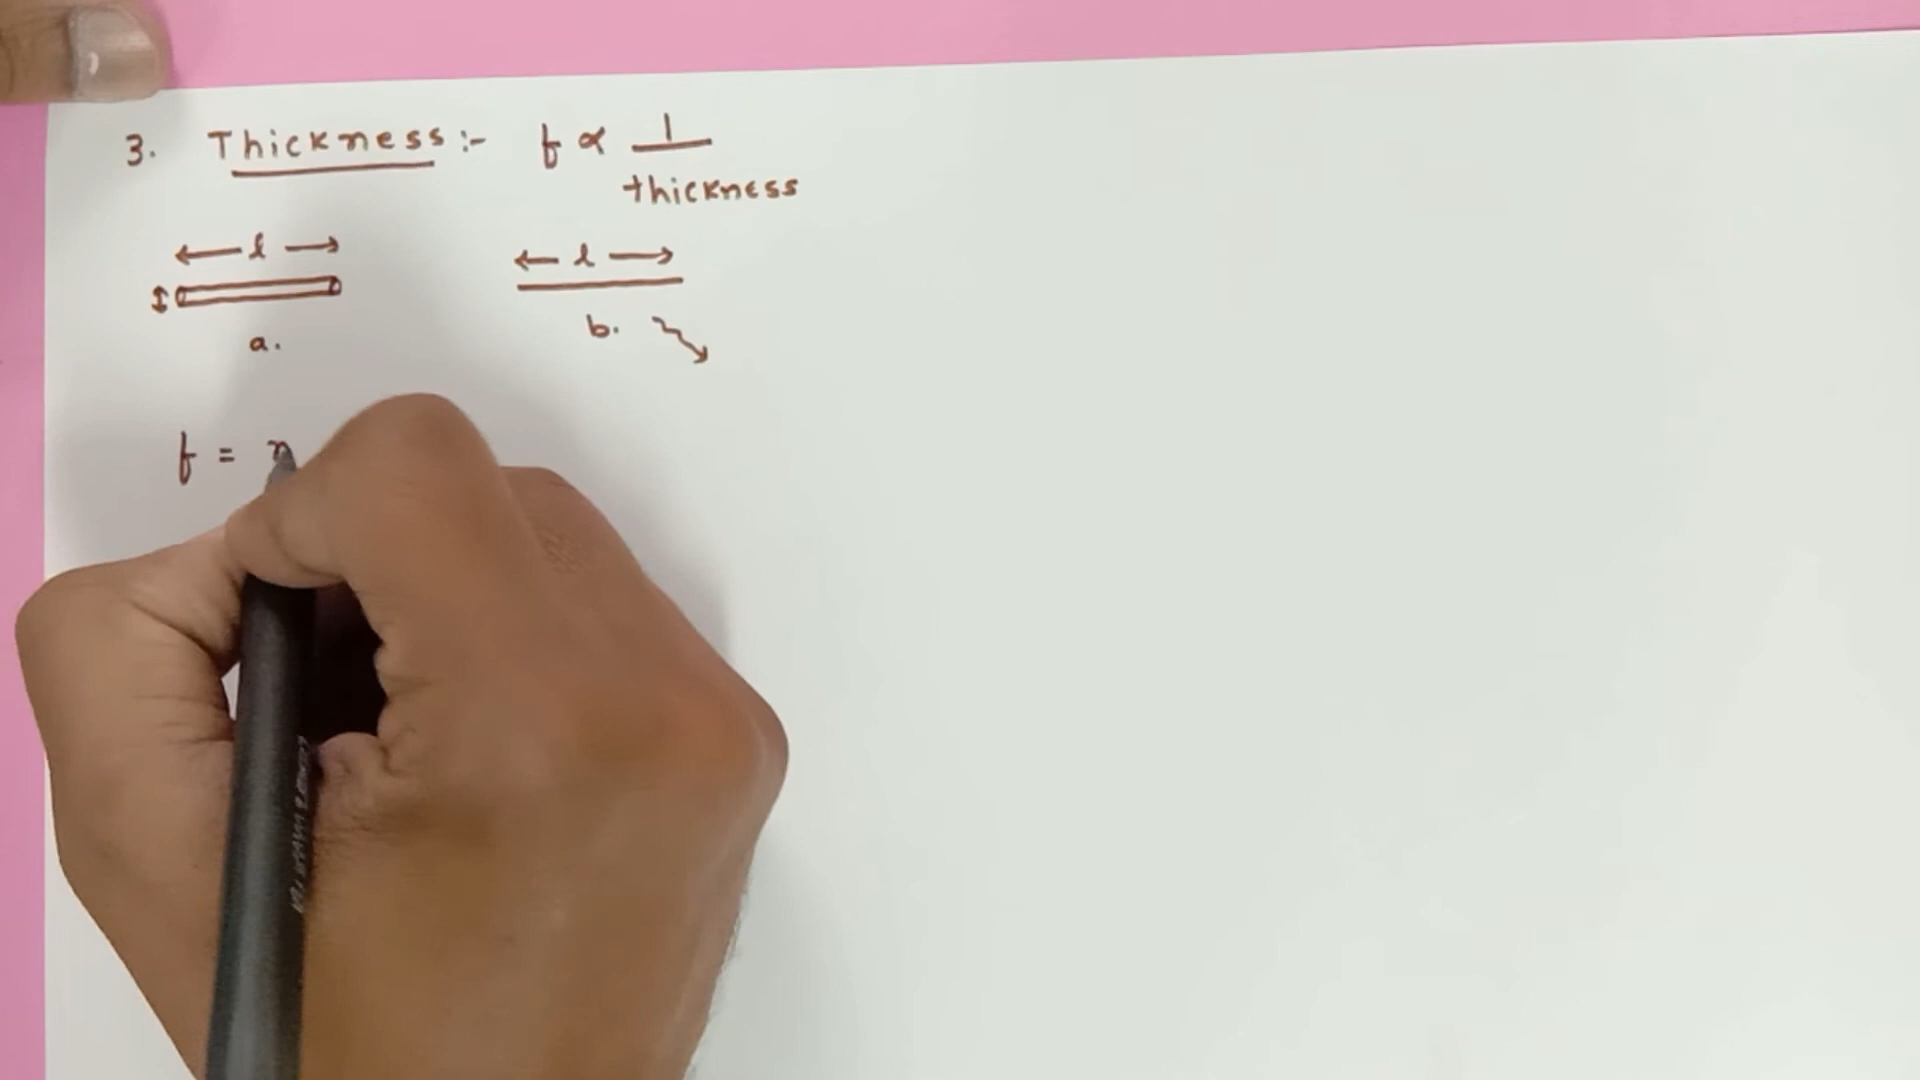 3. Thickness :- f ∝ 1
thickness
l l
a. b.
f = n